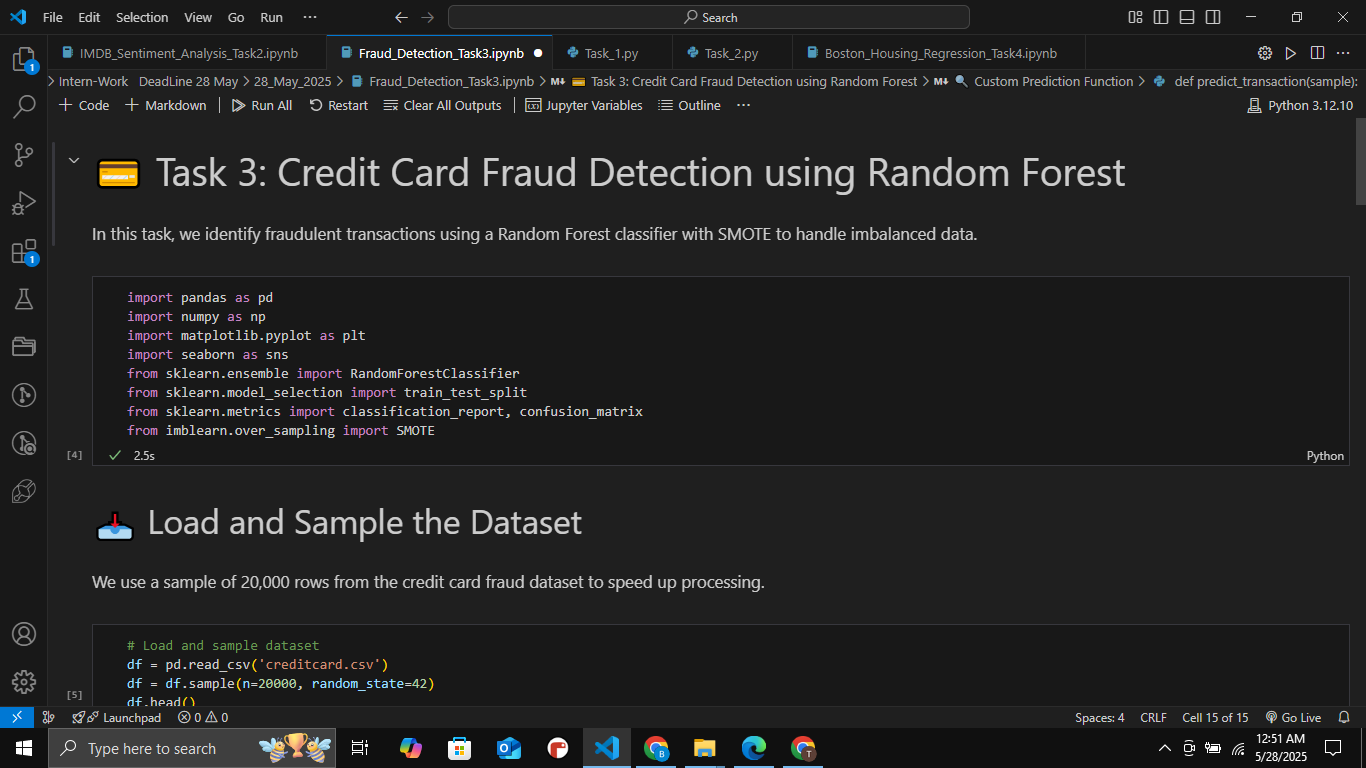 File Edit Selection View Go Run ··· Search
IMDB_Sentiment_Analysis_Task2.ipynb Fraud_Detection_Task3.ipynb Task_1.py Task_2.py Boston_Housing_Regression_Task4.ipynb
Intern-Work DeadLine 28 May > 28_May_2025 > Fraud_Detection_Task3.ipynb > M↓ Task 3: Credit Card Fraud Detection using Random Forest > M↓ Custom Prediction Function > def predict_transaction(sample):
+ Code + Markdown Run All Restart Clear All Outputs Jupyter Variables Outline ··· Python 3.12.10
Task 3: Credit Card Fraud Detection using Random Forest
In this task, we identify fraudulent transactions using a Random Forest classifier with SMOTE to handle imbalanced data.
import pandas as pd
import numpy as np
import matplotlib.pyplot as plt
import seaborn as sns
from sklearn.ensemble import RandomForestClassifier
from sklearn.model_selection import train_test_split
from sklearn.metrics import classification_report, confusion_matrix
from imblearn.over_sampling import SMOTE
[4] 2.5s Python
Load and Sample the Dataset
We use a sample of 20,000 rows from the credit card fraud dataset to speed up processing.
# Load and sample dataset
df = pd.read_csv('creditcard.csv')
df = df.sample(n=20000, random_state=42)
[5] df.head()
1
1
Launchpad 0 0 Spaces: 4 CRLF Cell 15 of 15 Go Live
Type here to search B T 12:51 AM
5/28/2025